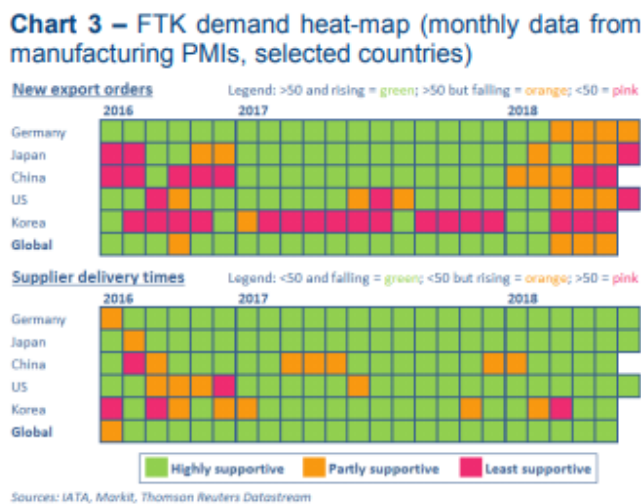 Chart 3 – FTK demand heat-map (monthly data from
manufacturing PMIs, selected countries)
New export orders Legend: >50 and rising = green; >50 but falling = orange; <50 = pink
2016 2017 2018
Germany
Japan
China
US
Korea
Global
Supplier delivery times Legend: <50 and falling = green; <50 but rising = orange; >50 = pink
2016 2017 2018
Germany
Japan
China
US
Korea
Global
Highly supportive Partly supportive Least supportive
Sources: IATA, Markit, Thomson Reuters Datastream